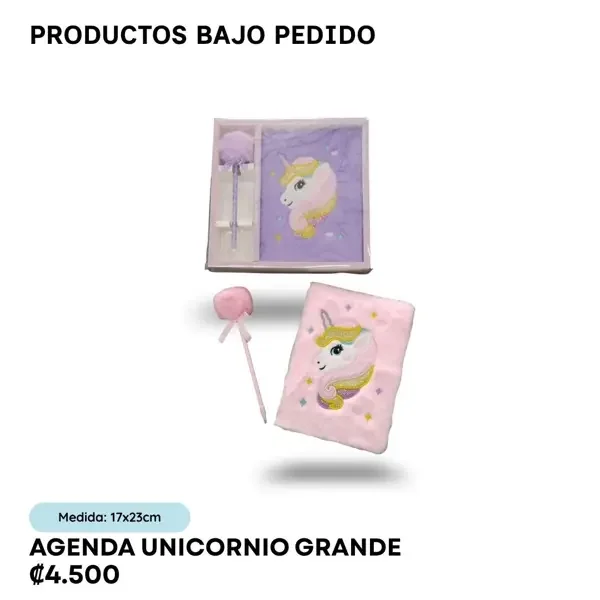 PRODUCTOS BAJO PEDIDO
Medida: 17x23cm
AGENDA UNICORNIO GRANDE
₡4.500